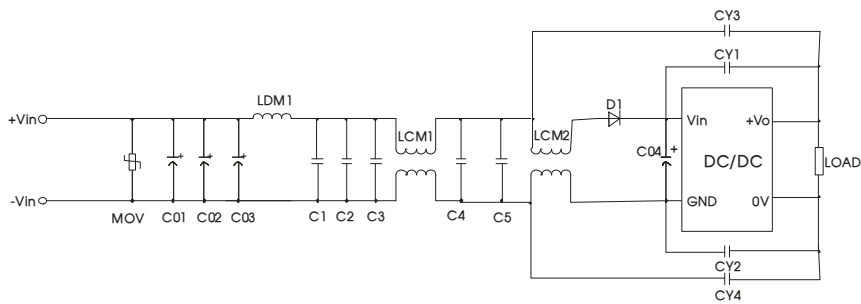 CY3
CY1
LDM1
D1
+Vin
LCM1
LCM2
Vin
+Vo
C04
+
DC/DC
LOAD
-Vin
GND
0V
MOV
C01
+
C02
+
C03
+
C1
C2
C3
C4
C5
CY2
CY4